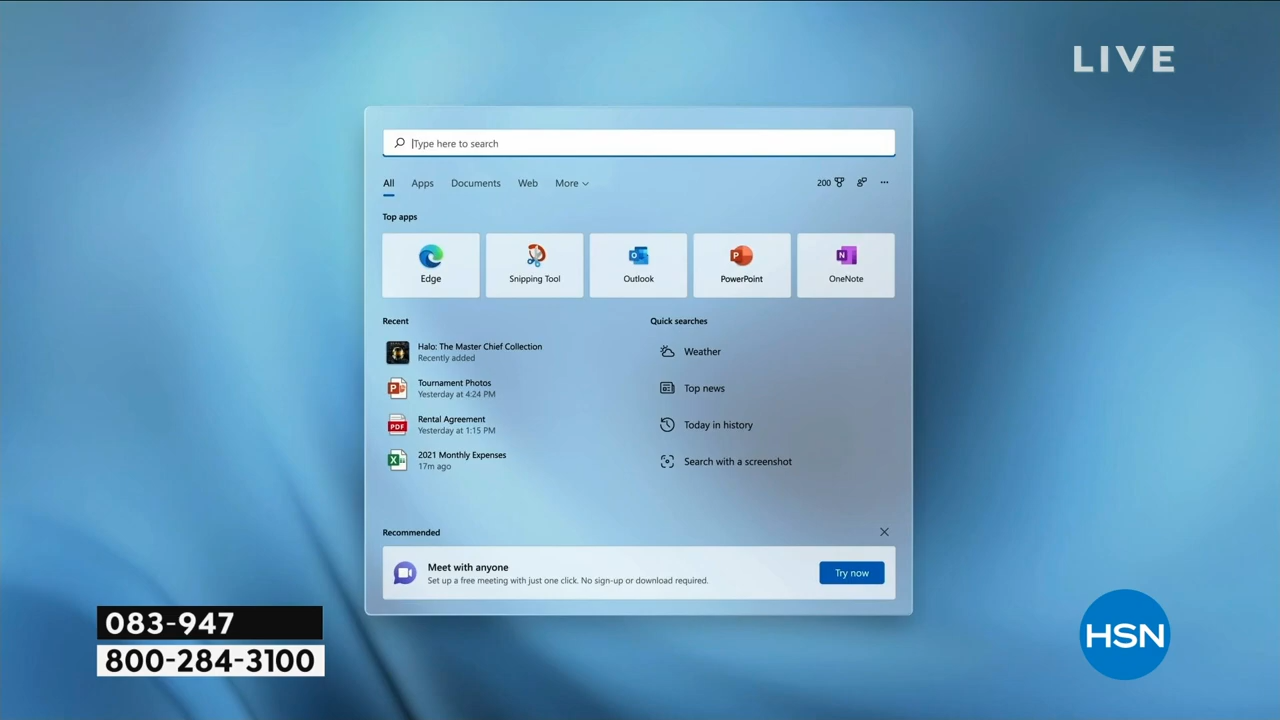 LIVE
Type here to search
All Apps Documents Web More
200
Top apps
Edge Snipping Tool Outlook PowerPoint OneNote
Recent
Halo: The Master Chief Collection
Recently added
Tournament Photos
Yesterday at 4:24 PM
Rental Agreement
Yesterday at 1:15 PM
2021 Monthly Expenses
17m ago
Quick searches
Weather
Top news
Today in history
Search with a screenshot
Recommended
Meet with anyone
Set up a free meeting with just one click. No sign-up or download required.
Try now
083-947
800-284-3100
HSN